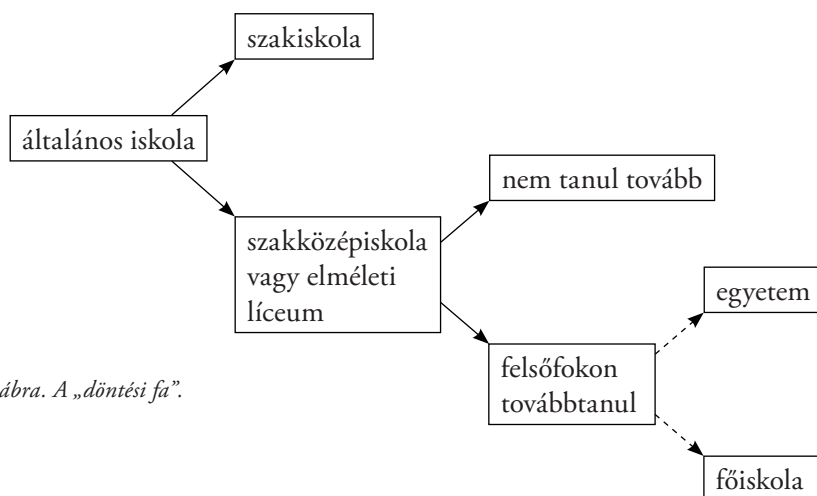 szakiskola
általános iskola
nem tanul tovább
szakközépiskola
vagy elméleti
líceum
egyetem
felsőfokon
továbbtanul
ábra. A „döntési fa”.
főiskola